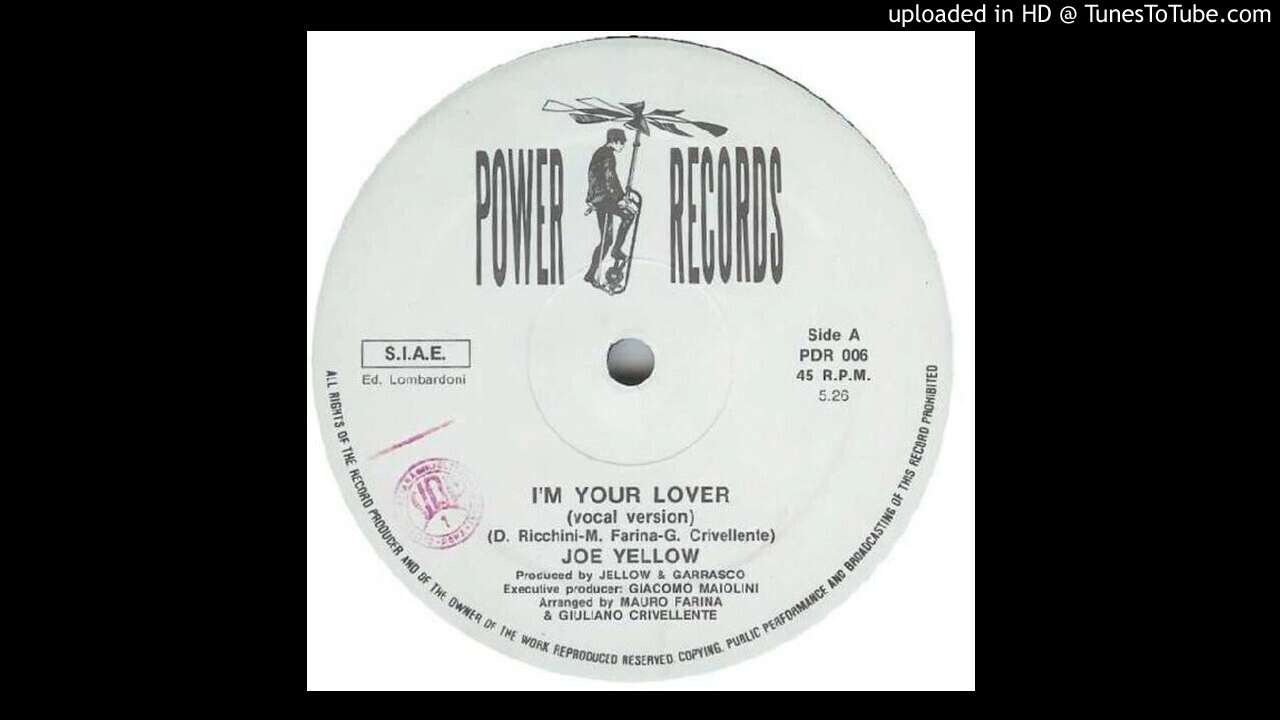 uploaded in HD @ TunesToTube.com
POWER RECORDS
S.I.A.E.
Ed. Lombardoni
Side A
PDR 006
45 R.P.M.
5.26
I'M YOUR LOVER
(vocal version)
(D. Ricchini-M. Farina-G. Crivellente)
JOE YELLOW
Produced by JELLOW & GARRASCO
Executive producer: GIACOMO MAIOLINI
Arranged by MAURO FARINA
& GIULIANO CRIVELLENTE
ALL RIGHTS OF THE RECORD PRODUCER AND OF THE OWNER OF THE WORK REPRODUCED RESERVED. COPYING, PUBLIC PERFORMANCE AND BROADCASTING OF THIS RECORD PROHIBITED